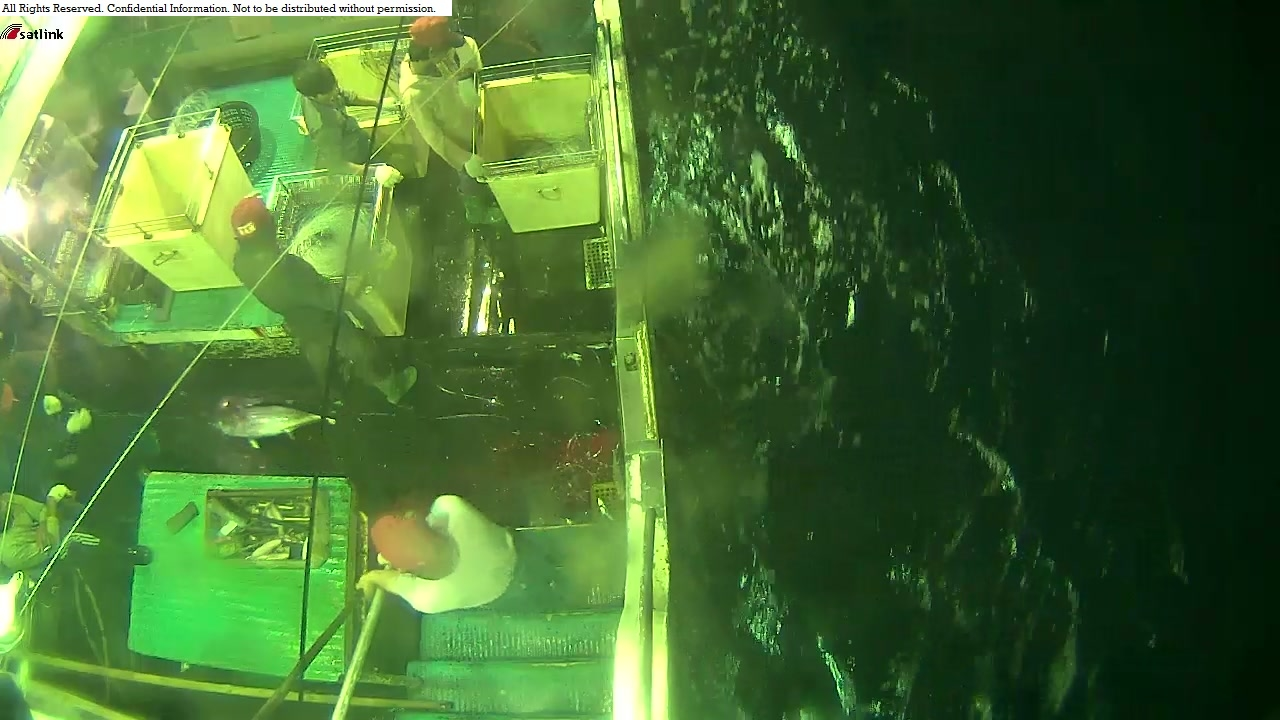 All Rights Reserved. Confidential Information. Not to be distributed without permission.
satlink